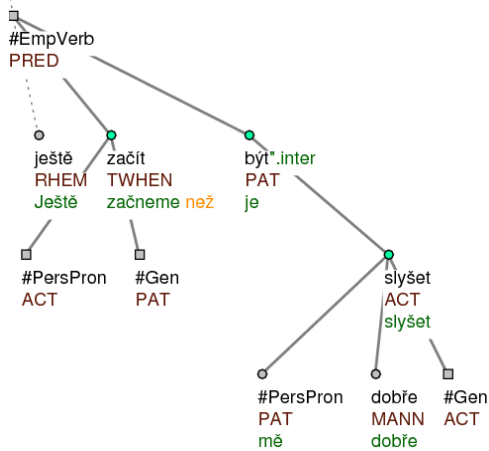 #EmpVerb
PRED
ještě
RHEM
Ještě
začít
TWHEN
začneme než
být".inter
PAT
je
#PersPron
ACT
#Gen
PAT
slyšet
ACT
slyšet
#PersPron
PAT
mě
dobře
MANN
dobře
#Gen
ACT